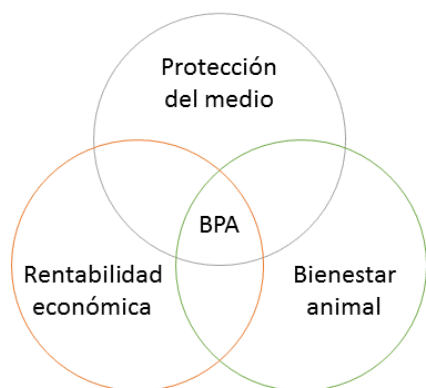 Protección
del medio
BPA
Rentabilidad
económica
Bienestar
animal